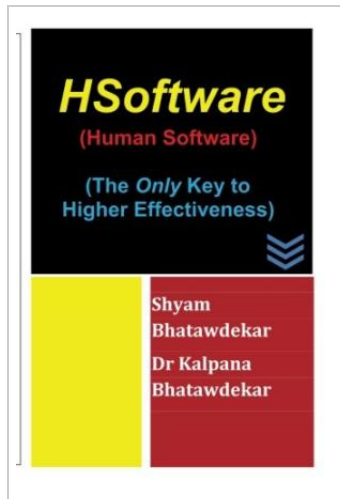 HSoftware
(Human Software)
(The Only Key to
Higher Effectiveness)
Shyam
Bhatawdekar
Dr Kalpana
Bhatawdekar